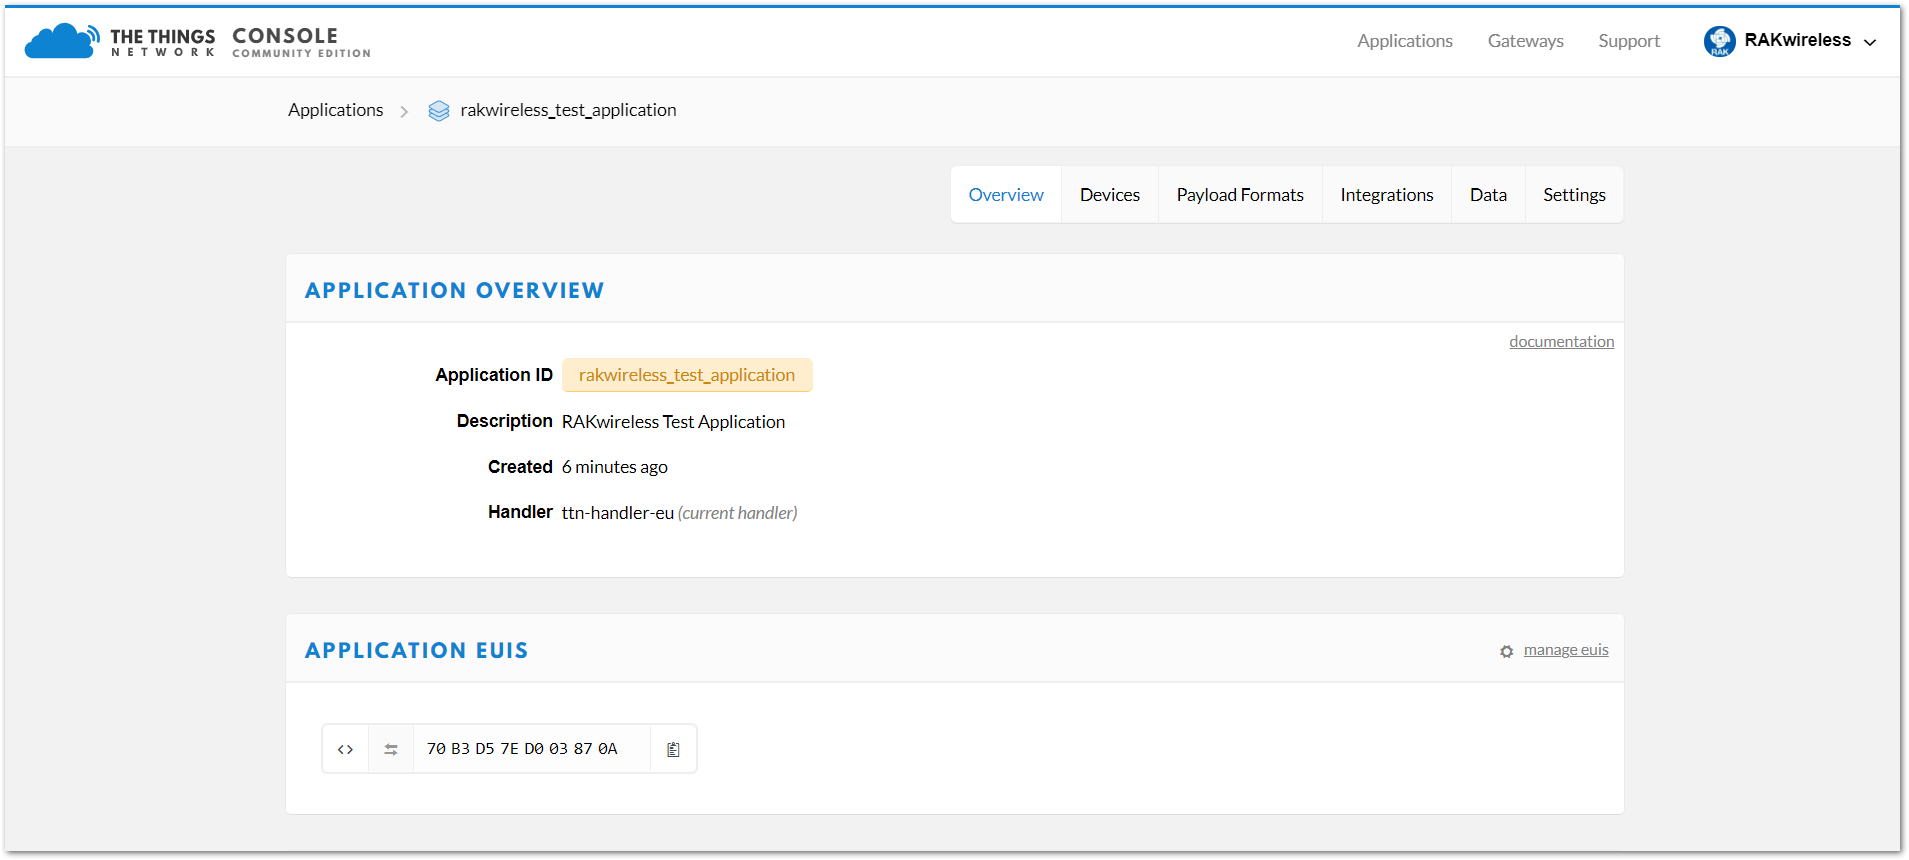 THE THINGS NETWORK CONSOLE COMMUNITY EDITION
Applications Gateways Support RAK RAKwireless
Applications rakwireless_test_application
Overview Devices Payload Formats Integrations Data Settings
APPLICATION OVERVIEW
documentation
Application ID rakwireless_test_application
Description RAKwireless Test Application
Created 6 minutes ago
Handler ttn-handler-eu (current handler)
APPLICATION EUIS
manage euis
<> 70 B3 D5 7E D0 03 87 0A